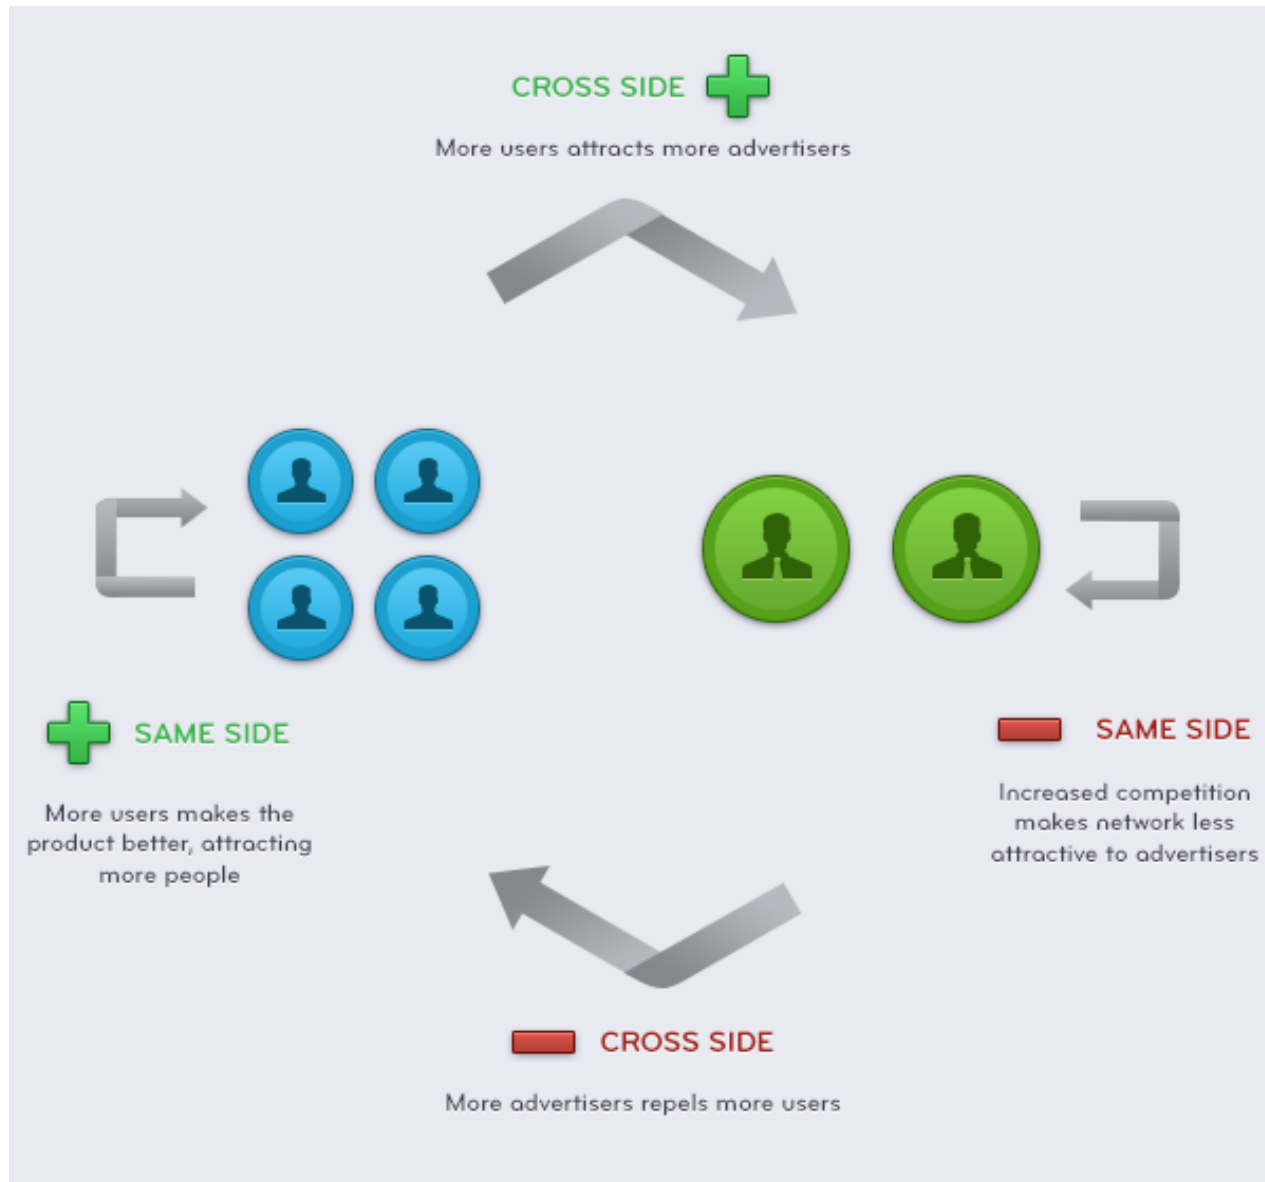 CROSS SIDE
More users attracts more advertisers
SAME SIDE
More users makes the
product better, attracting
more people
SAME SIDE
Increased competition
makes network less
attractive to advertisers
CROSS SIDE
More advertisers repels more users